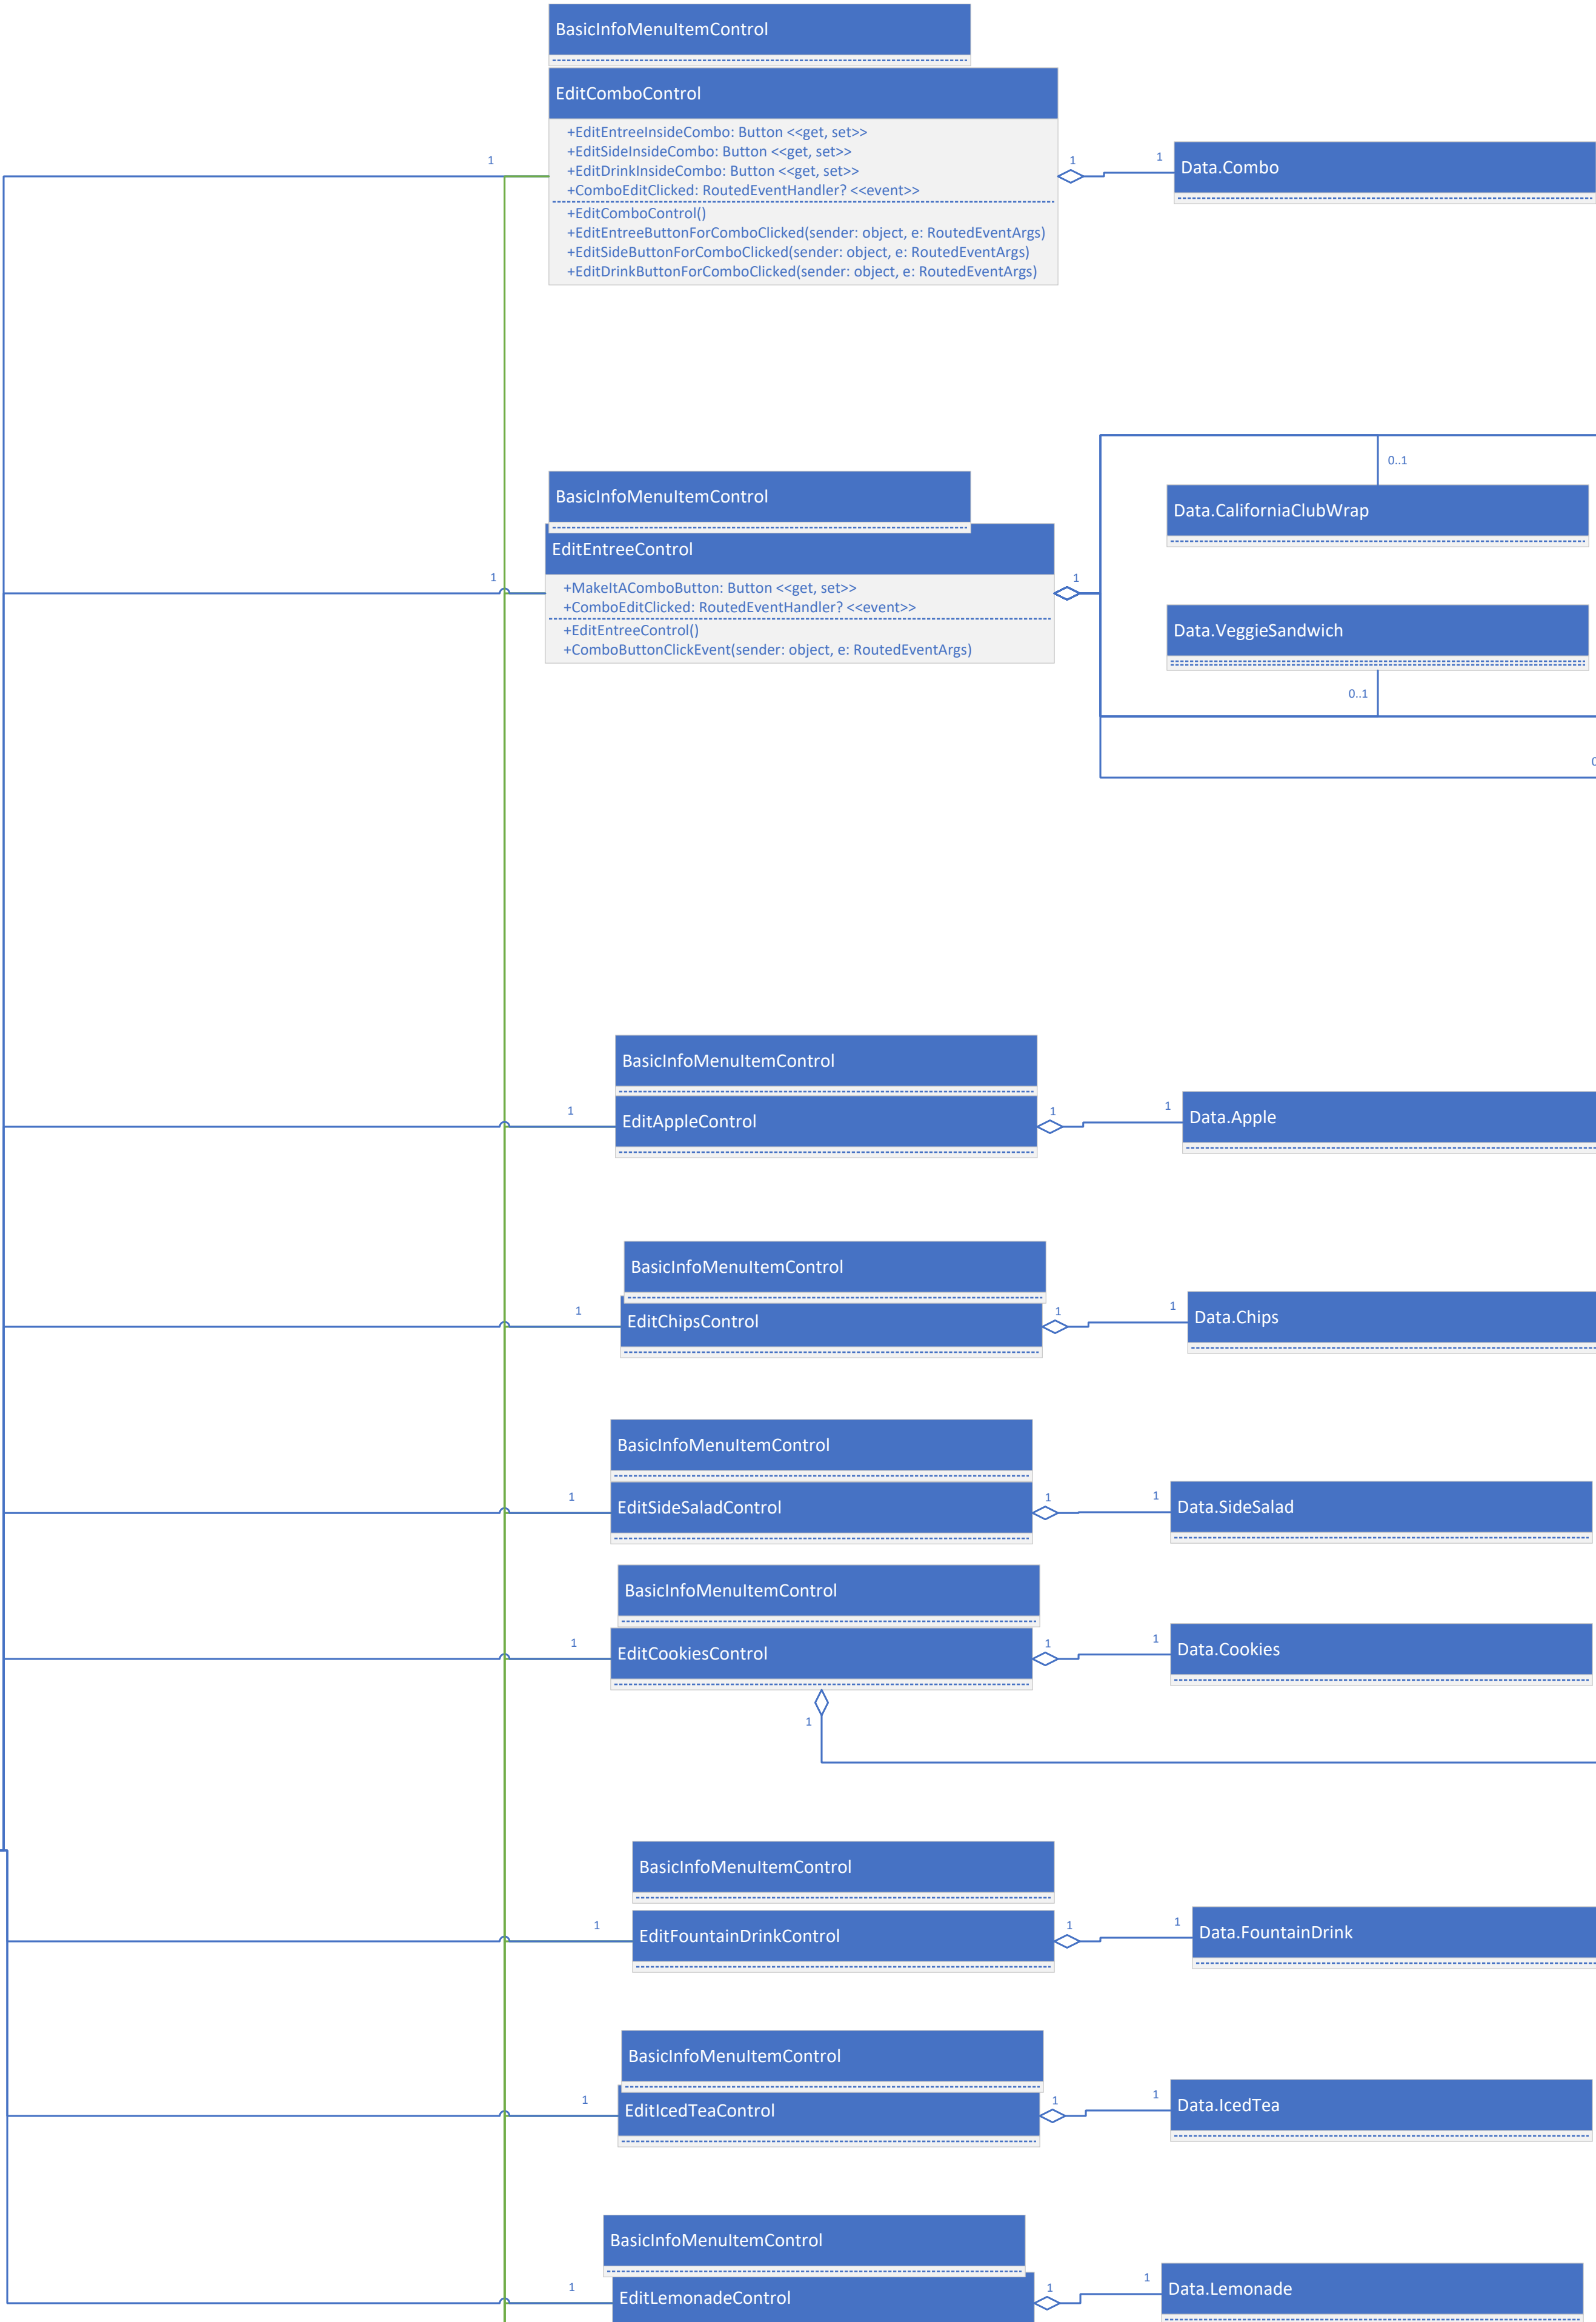 BasicInfoMenuItemControl
EditComboControl
+EditEntreeInsideCombo: Button <<get, set>>
+EditSideInsideCombo: Button <<get, set>>
+EditDrinkInsideCombo: Button <<get, set>>
+ComboEditClicked: RoutedEventHandler? <<event>>
+EditComboControl()
+EditEntreeButtonForComboClicked(sender: object, e: RoutedEventArgs)
+EditSideButtonForComboClicked(sender: object, e: RoutedEventArgs)
+EditDrinkButtonForComboClicked(sender: object, e: RoutedEventArgs)
1
1
1
Data.Combo
BasicInfoMenuItemControl
EditEntreeControl
+MakeItAComboButton: Button <<get, set>>
+ComboEditClicked: RoutedEventHandler? <<event>>
+EditEntreeControl()
+ComboButtonClickEvent(sender: object, e: RoutedEventArgs)
1
1
0..1
Data.CaliforniaClubWrap
Data.VeggieSandwich
0..1
BasicInfoMenuItemControl
1
EditAppleControl
1
1
Data.Apple
BasicInfoMenuItemControl
1
EditChipsControl
1
1
Data.Chips
BasicInfoMenuItemControl
1
EditSideSaladControl
1
1
Data.SideSalad
BasicInfoMenuItemControl
1
EditCookiesControl
1
1
Data.Cookies
1
BasicInfoMenuItemControl
1
EditFountainDrinkControl
1
1
Data.FountainDrink
BasicInfoMenuItemControl
1
EditIcedTeaControl
1
1
Data.IcedTea
BasicInfoMenuItemControl
1
EditLemonadeControl
1
1
Data.Lemonade